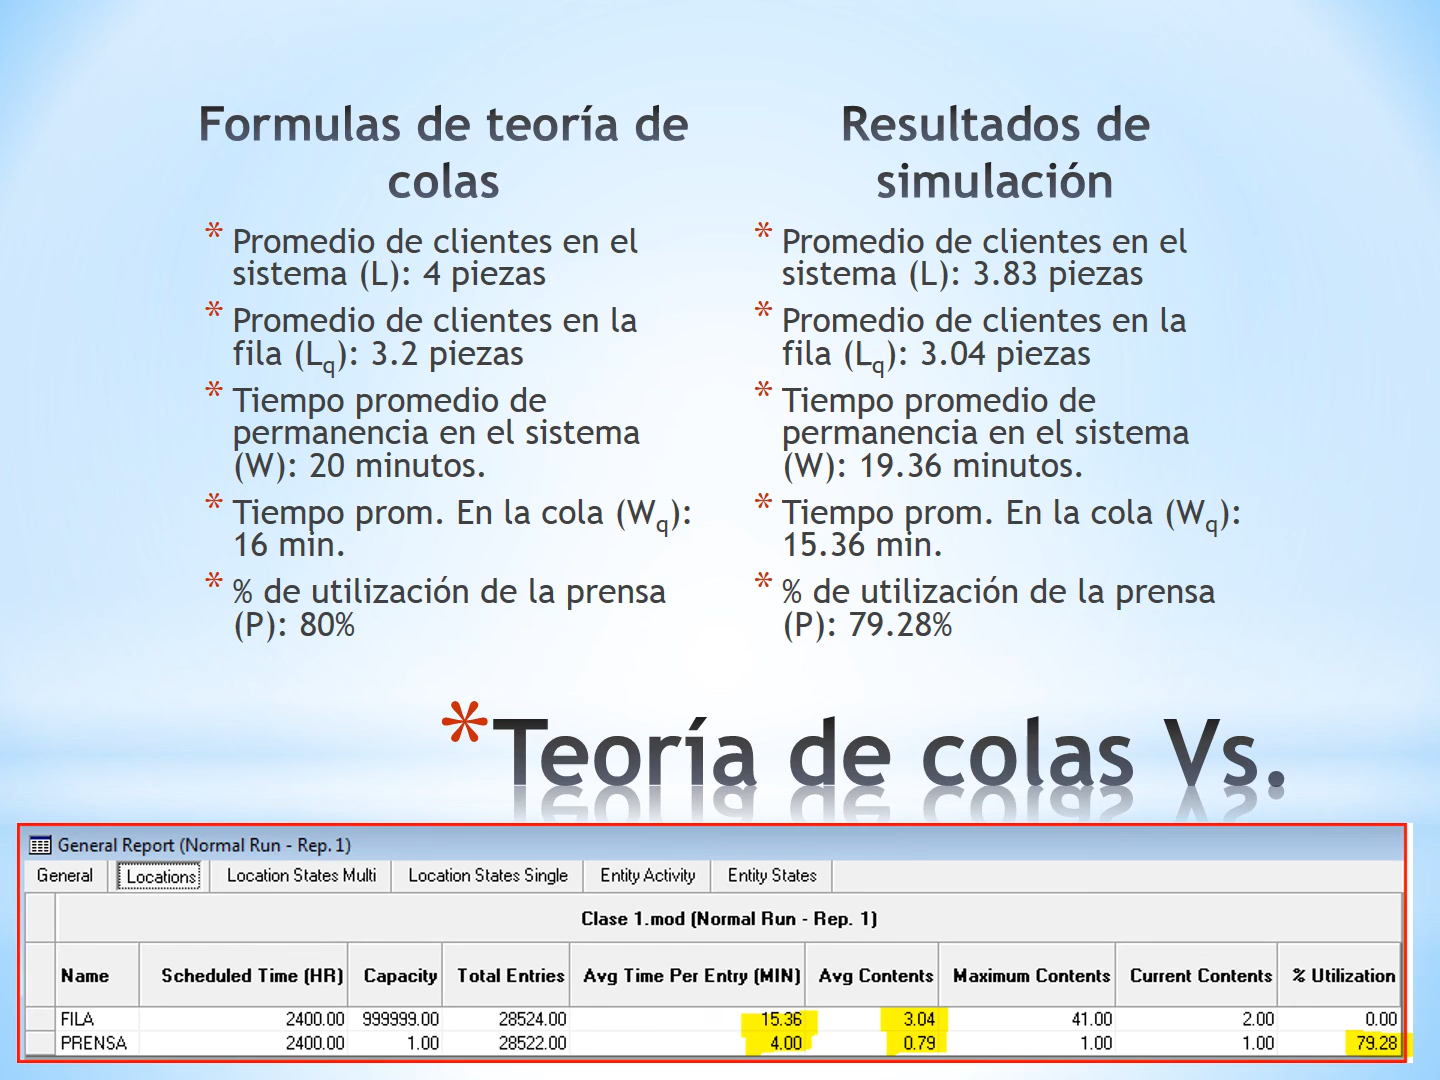 Formulas de teoría de
colas
* Promedio de clientes en el
sistema (L): 4 piezas
* Promedio de clientes en la
fila (Lq): 3.2 piezas
* Tiempo promedio de
permanencia en el sistema
(W): 20 minutos.
* Tiempo prom. En la cola (Wq):
16 min.
* % de utilización de la prensa
(P): 80%
Resultados de
simulación
* Promedio de clientes en el
sistema (L): 3.83 piezas
* Promedio de clientes en la
fila (Lq): 3.04 piezas
* Tiempo promedio de
permanencia en el sistema
(W): 19.36 minutos.
* Tiempo prom. En la cola (Wq):
15.36 min.
* % de utilización de la prensa
(P): 79.28%
*Teoría de colas Vs.
General Report (Normal Run - Rep. 1)
General Locations Location States Multi Location States Single Entity Activity Entity States
Clase 1.mod (Normal Run - Rep. 1)
Name Scheduled Time (HR) Capacity Total Entries Avg Time Per Entry (MIN) Avg Contents Maximum Contents Current Contents % Utilization
FILA 2400.00 999999.00 28524.00 15.36 3.04 41.00 2.00 0.00
PRENSA 2400.00 1.00 28522.00 4.00 0.79 1.00 1.00 79.28